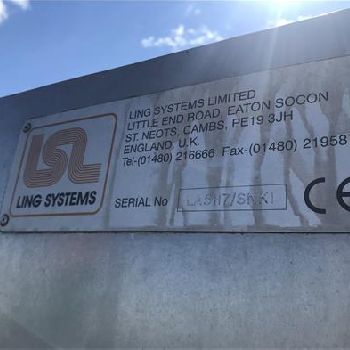 LSL
LING SYSTEMS
LING SYSTEMS LIMITED
LITTLE END ROAD, EATON SOCON
ST. NEOTS, CAMBS, PE19 3JH
ENGLAND, U.K.
Tel-(01480) 216666 Fax-(01480) 219587
SERIAL No
CE